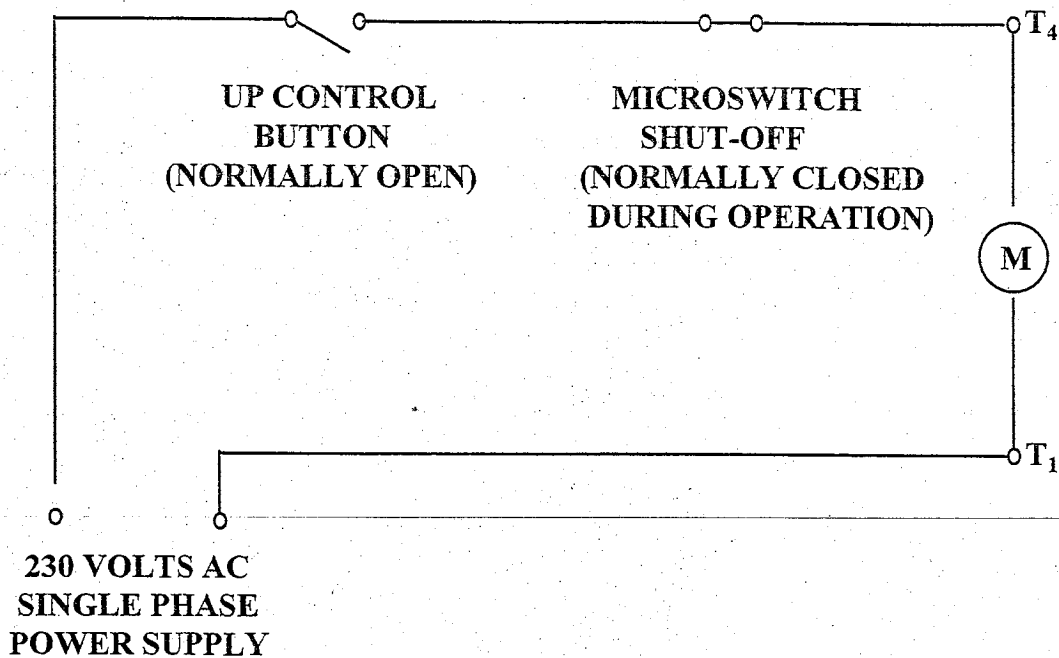 T4
UP CONTROL
BUTTON
(NORMALLY OPEN)
MICROSWITCH
SHUT-OFF
(NORMALLY CLOSED
DURING OPERATION)
M
T1
230 VOLTS AC
SINGLE PHASE
POWER SUPPLY